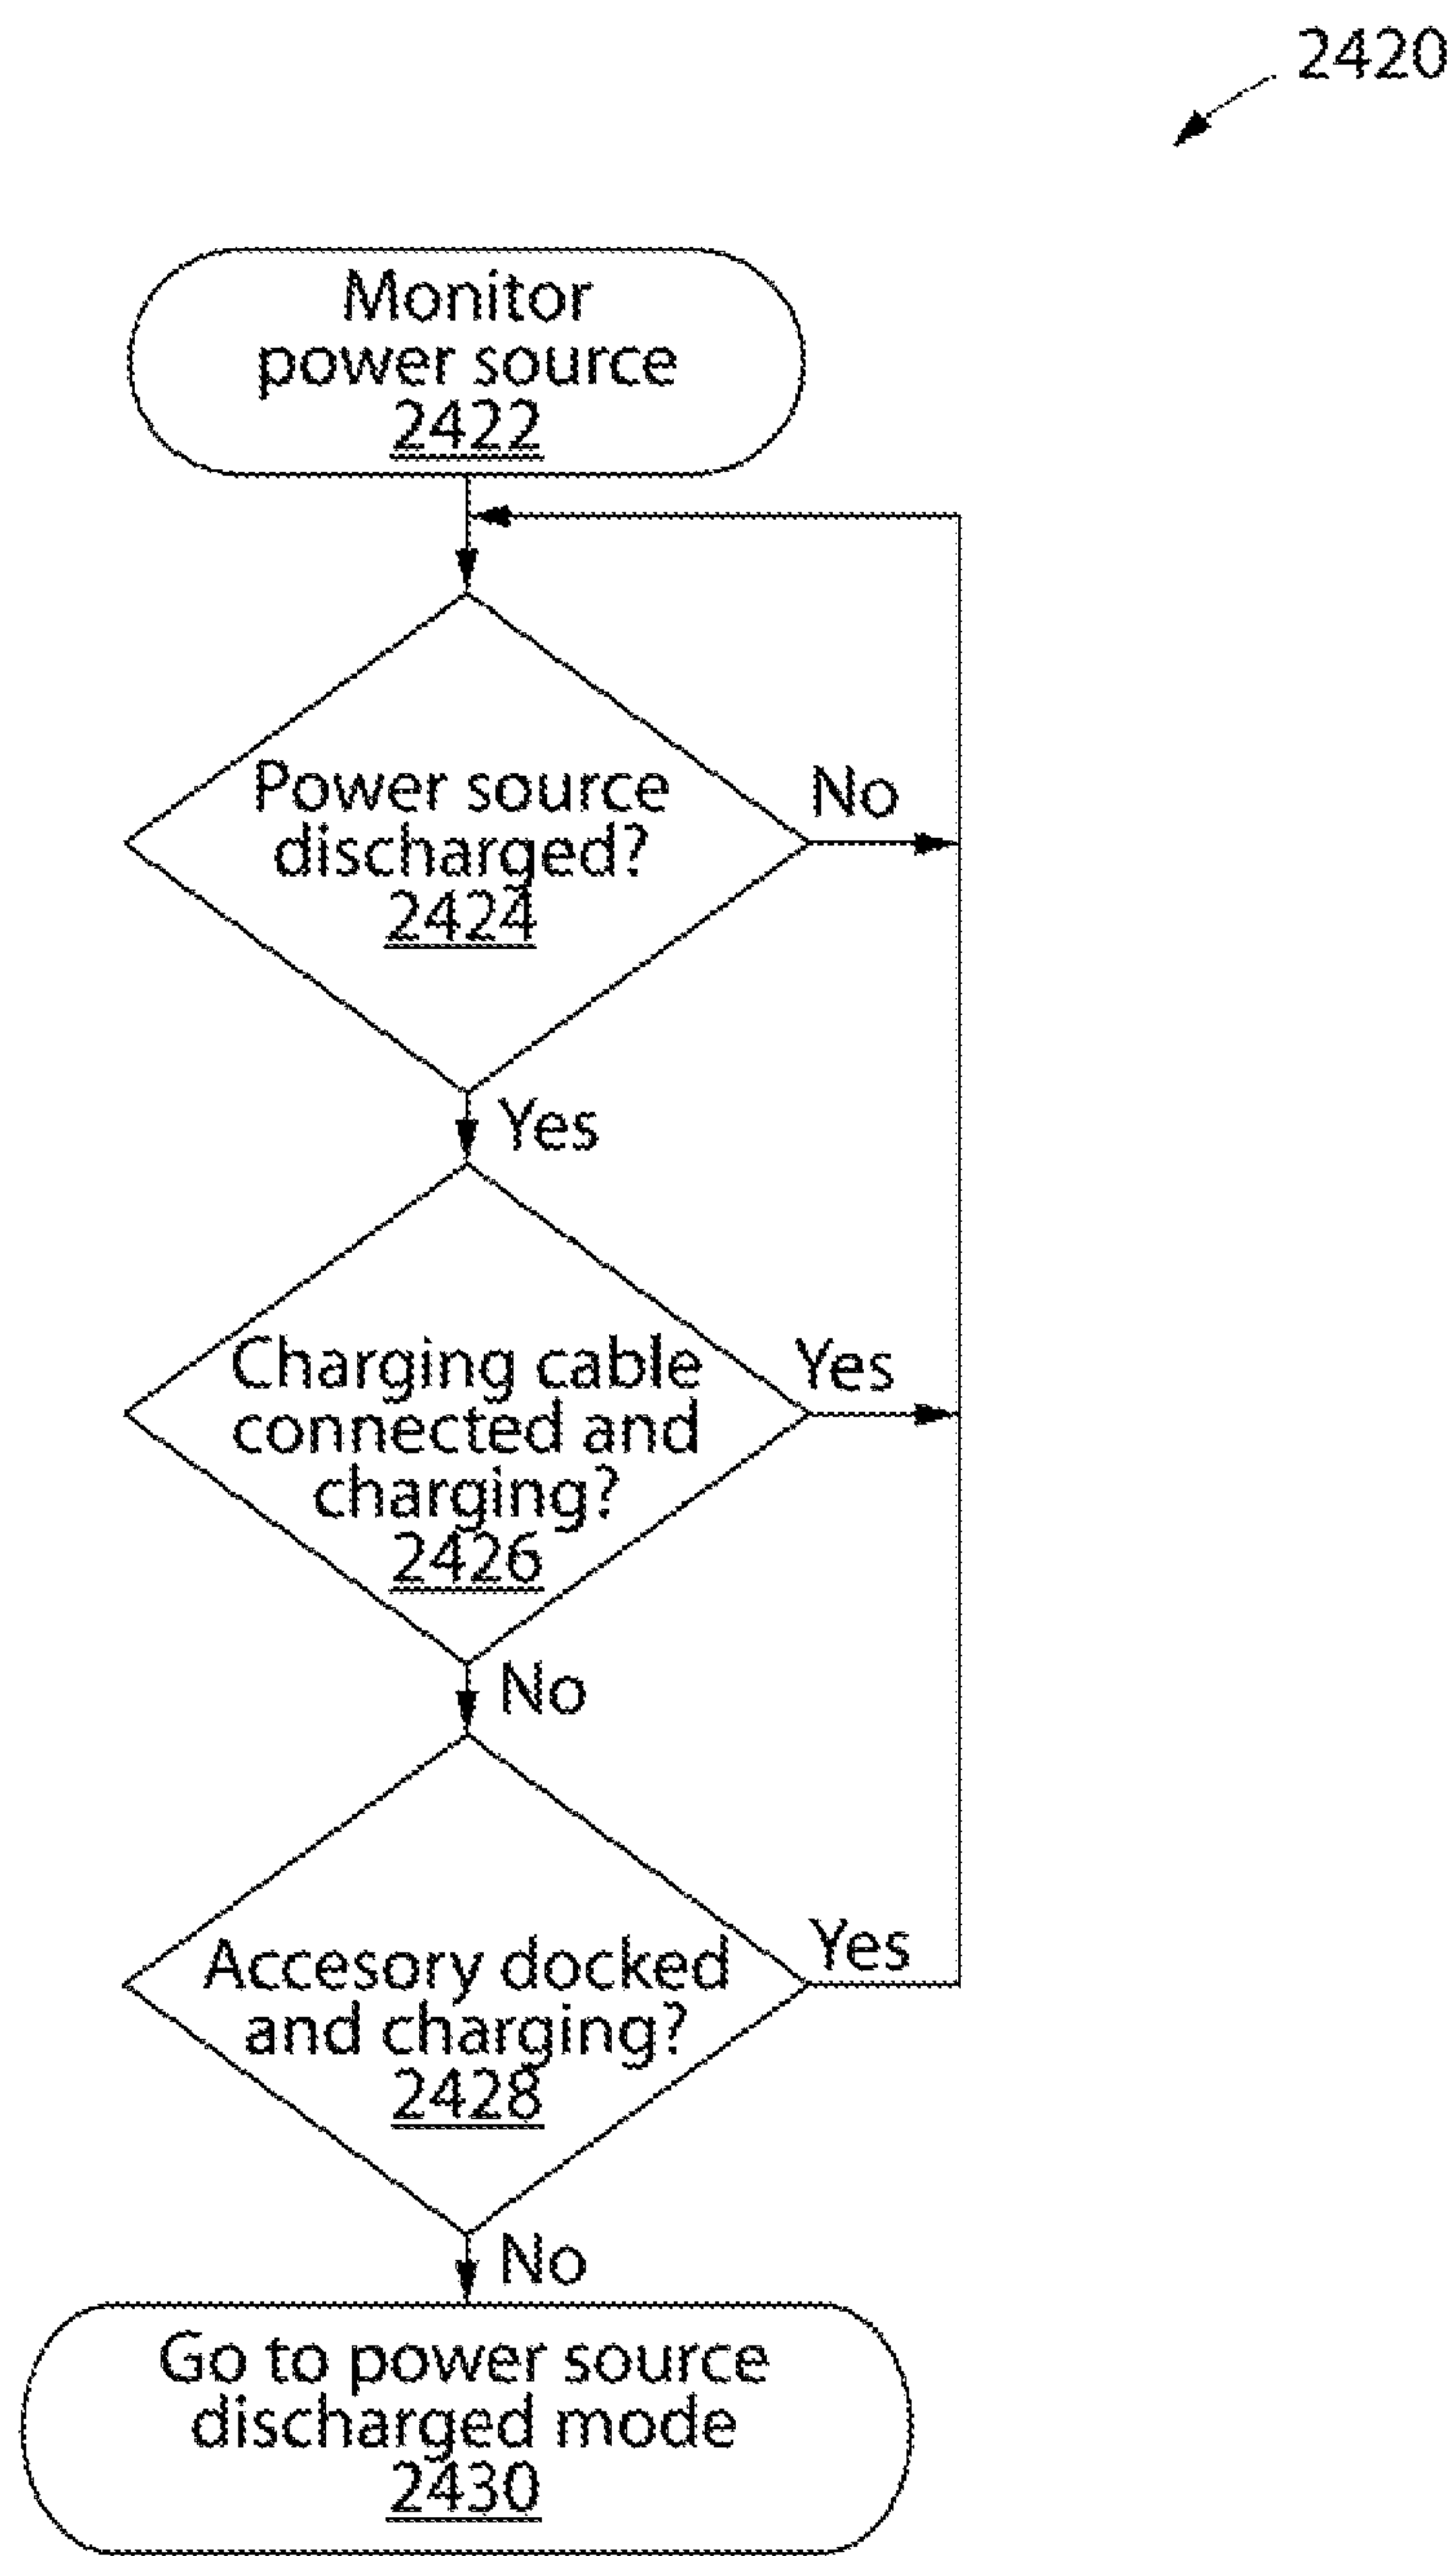 2420
Monitor
power source
2422
Power source
discharged?
2424
No
Yes
Charging cable
connected and
charging?
2426
Yes
No
Accesory docked
and charging?
2428
Yes
No
Go to power source
discharged mode
2430